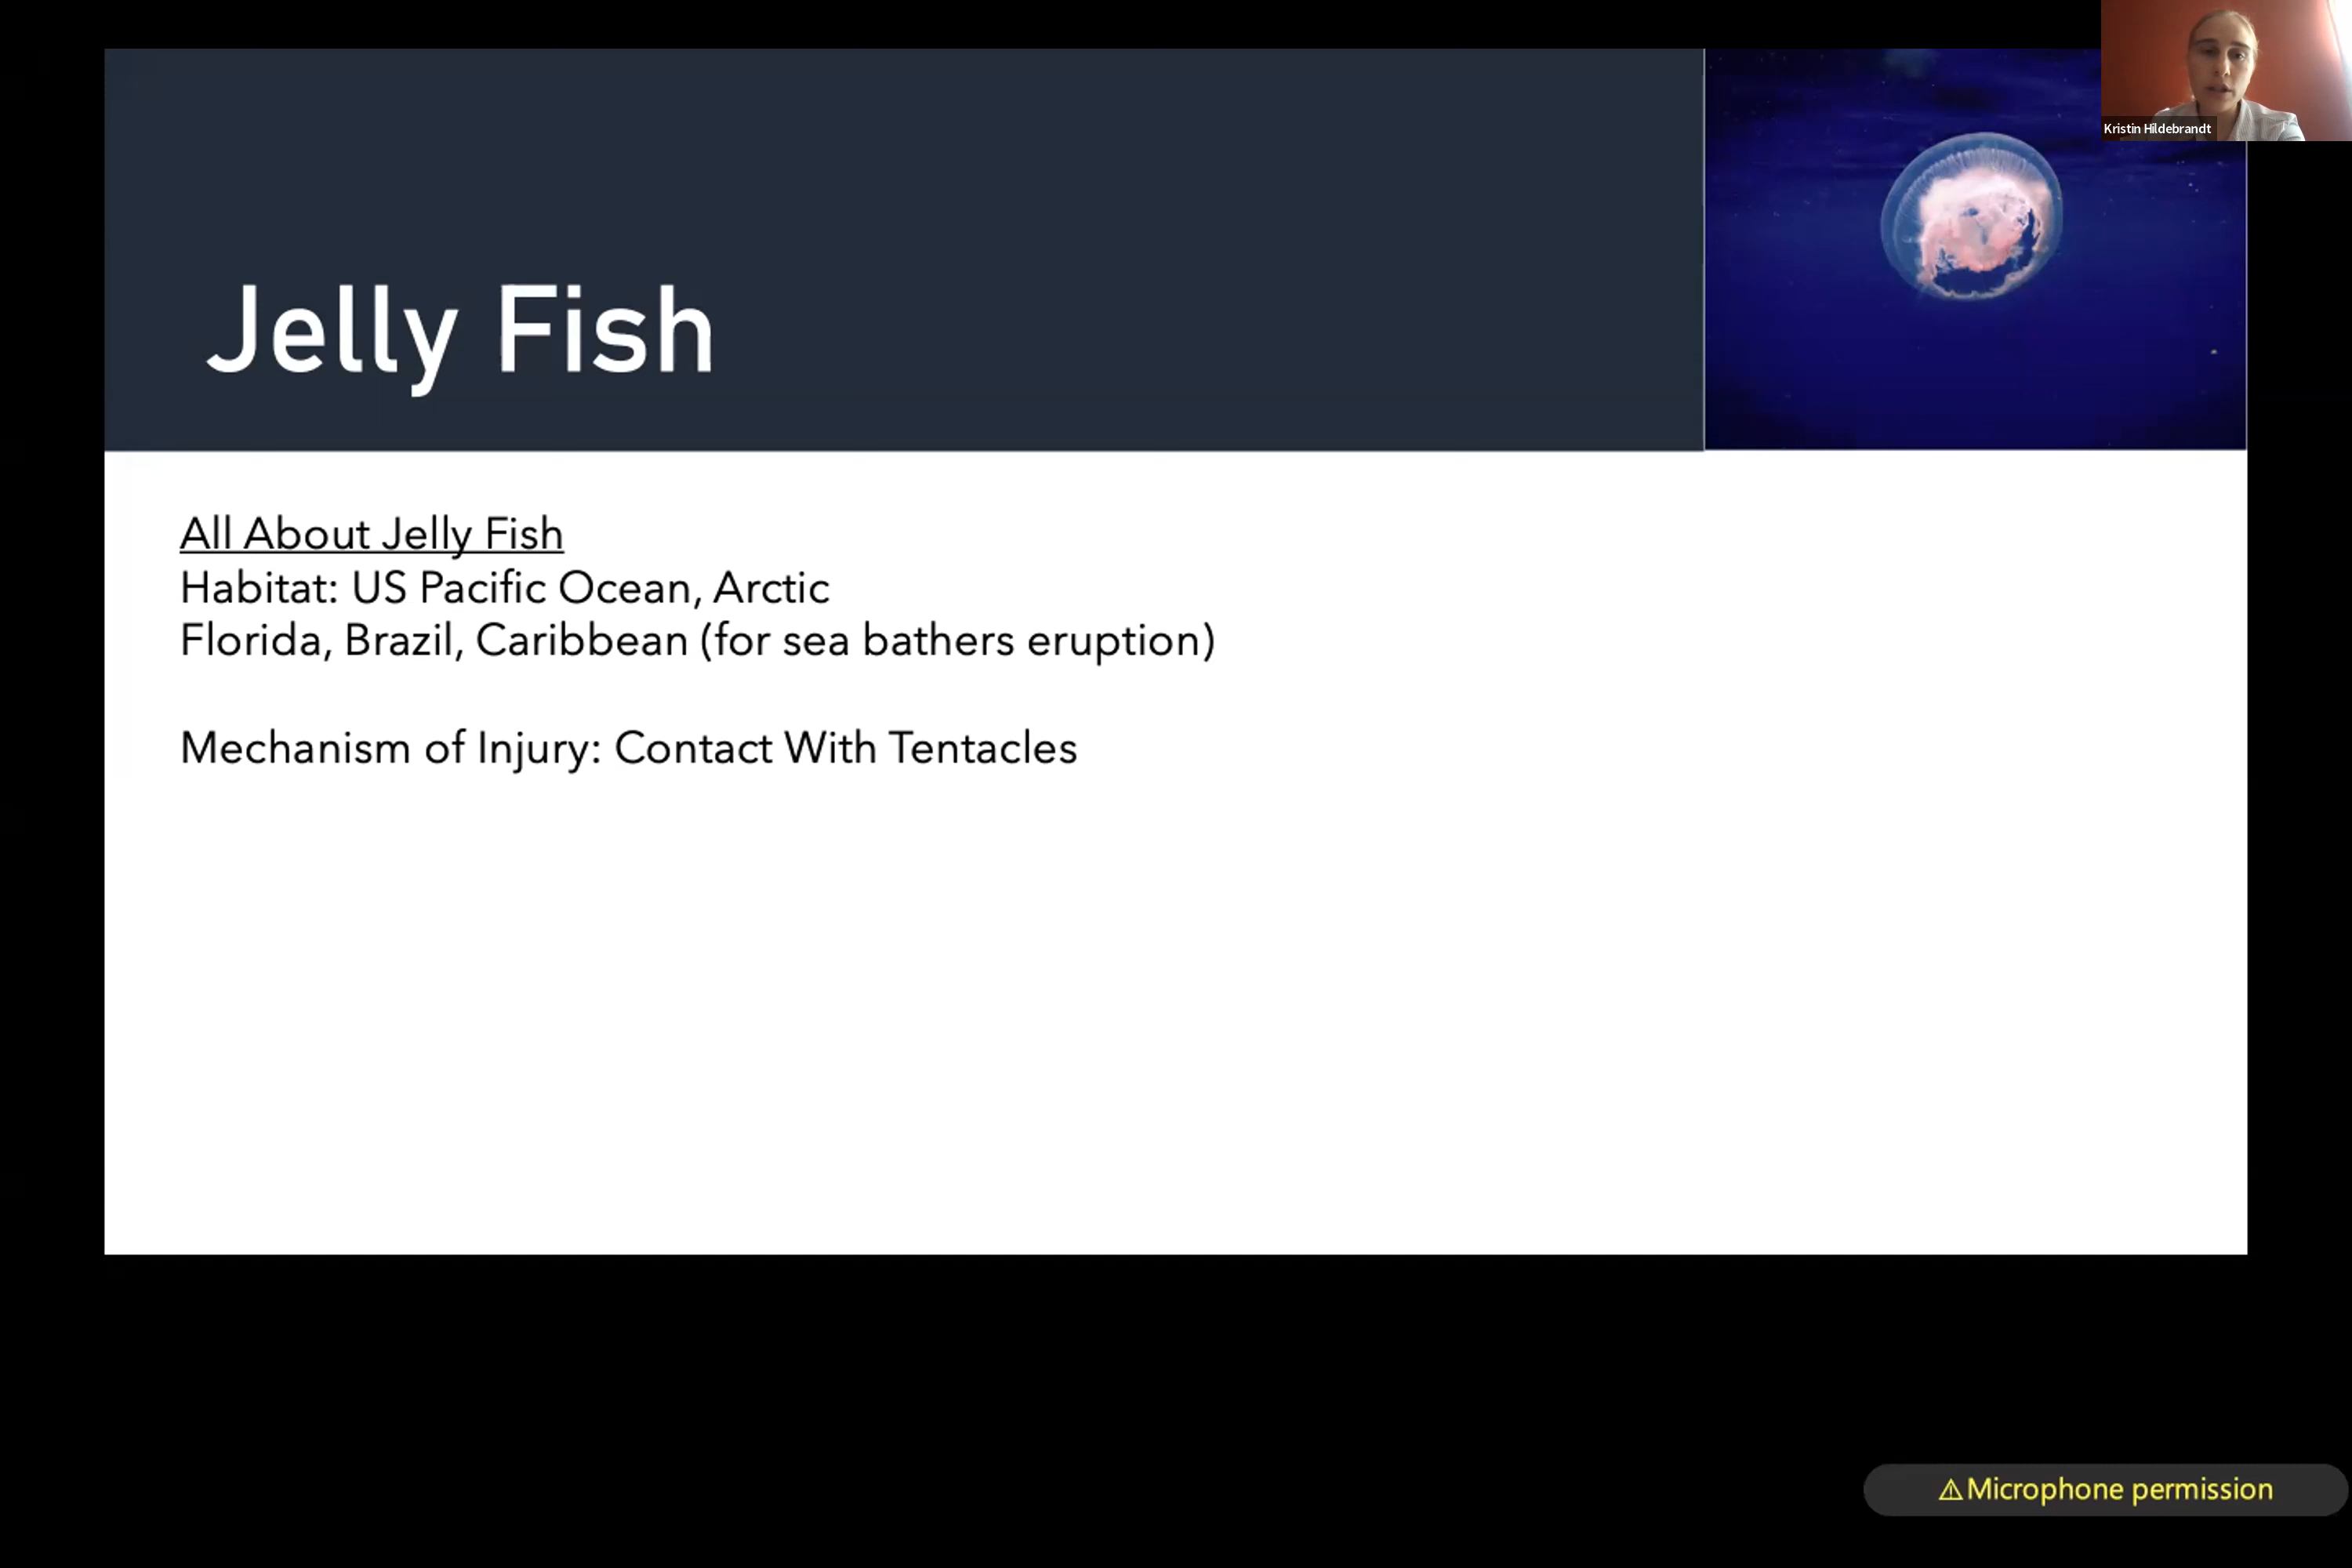 Kristin Hildebrandt
Jelly Fish
All About Jelly Fish
Habitat: US Pacific Ocean, Arctic
Florida, Brazil, Caribbean (for sea bathers eruption)
Mechanism of Injury: Contact With Tentacles
⚠Microphone permission